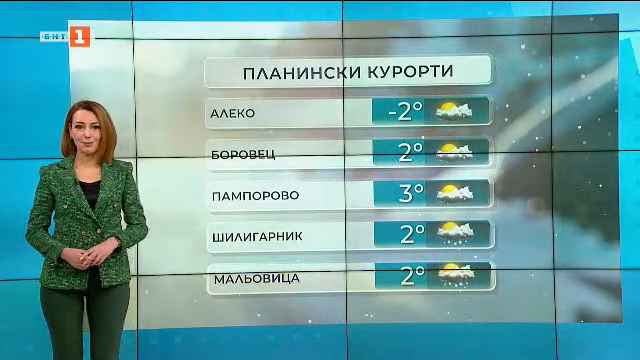 БНТ 1
ПЛАНИНСКИ КУРОРТИ
АЛЕКО -2°
БОРОВЕЦ 2°
ПАМПОРОВО 3°
ШИЛИГАРНИК 2°
МАЛЬОВИЦА 2°